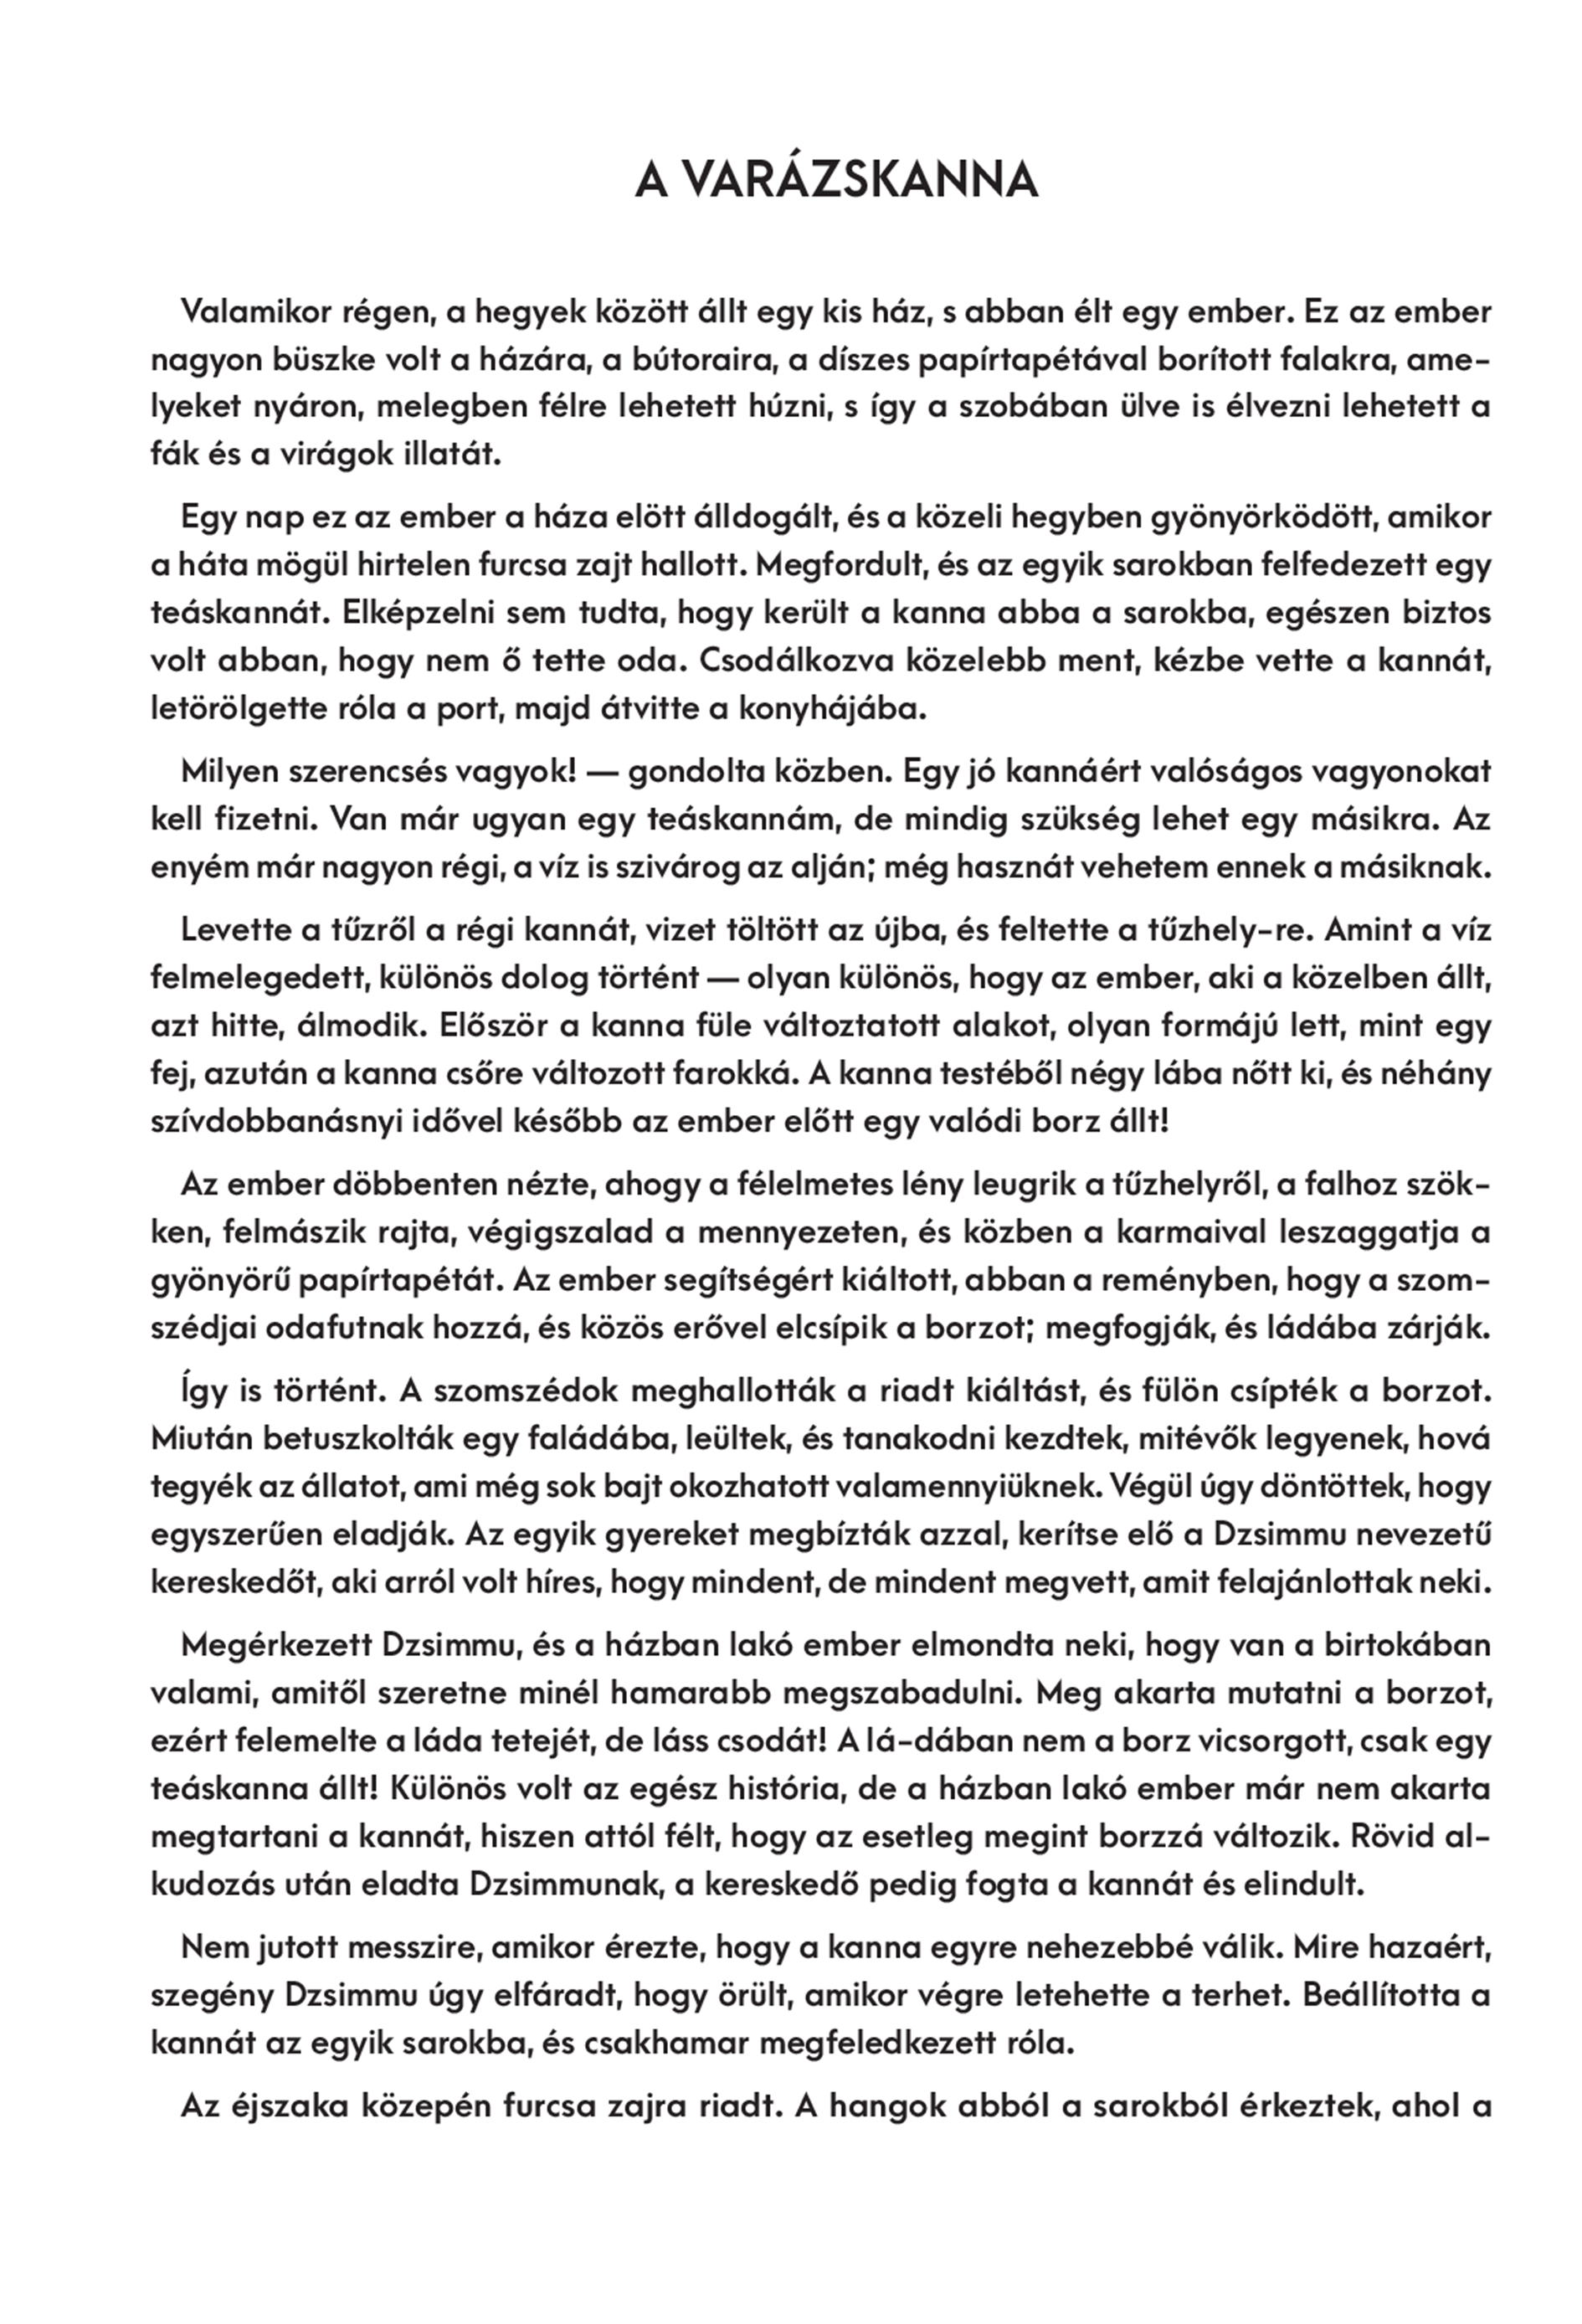 A VARÁZSKANNA
Valamikor régen, a hegyek között állt egy kis ház, s abban élt egy ember. Ez az ember
nagyon büszke volt a házára, a bútoraira, a díszes papírtapétával borított falakra, ame-
lyeket nyáron, melegben félre lehetett húzni, s így a szobában ülve is élvezni lehetett a
fák és a virágok illatát.
Egy nap ez az ember a háza elött álldogált, és a közeli hegyben gyönyörködött, amikor
a háta mögül hirtelen furcsa zajt hallott. Megfordult, és az egyik sarokban felfedezett egy
teáskannát. Elképzelni sem tudta, hogy került a kanna abba a sarokba, egészen biztos
volt abban, hogy nem ő tette oda. Csodálkozva közelebb ment, kézbe vette a kannát,
letörölgette róla a port, majd átvitte a konyhájába.
Milyen szerencsés vagyok! — gondolta közben. Egy jó kannáért valóságos vagyonokat
kell fizetni. Van már ugyan egy teáskannám, de mindig szükség lehet egy másikra. Az
enyém már nagyon régi, a víz is szivárog az alján; még hasznát vehetem ennek a másiknak.
Levette a tűzről a régi kannát, vizet töltött az újba, és feltette a tűzhely-re. Amint a víz
felmelegedett, különös dolog történt — olyan különös, hogy az ember, aki a közelben állt,
azt hitte, álmodik. Először a kanna füle változtatott alakot, olyan formájú lett, mint egy
fej, azután a kanna csőre változott farokká. A kanna testéből négy lába nőtt ki, és néhány
szívdobbanásnyi idővel később az ember előtt egy valódi borz állt!
Az ember döbbenten nézte, ahogy a félelmetes lény leugrik a tűzhelyről, a falhoz szök-
ken, felmászik rajta, végigszalad a mennyezeten, és közben a karmaival leszaggatja a
gyönyörű papírtapétát. Az ember segítségért kiáltott, abban a reményben, hogy a szom-
szédjai odafutnak hozzá, és közös erővel elcsípik a borzot; megfogják, és ládába zárják.
Így is történt. A szomszédok meghallották a riadt kiáltást, és fülön csípték a borzot.
Miután betuszkolták egy faládába, leültek, és tanakodni kezdtek, mitévők legyenek, hová
tegyék az állatot, ami még sok bajt okozhatott valamennyiüknek. Végül úgy döntöttek, hogy
egyszerűen eladják. Az egyik gyereket megbízták azzal, kerítse elő a Dzsimmu nevezetű
kereskedőt, aki arról volt híres, hogy mindent, de mindent megvett, amit felajánlottak neki.
Megérkezett Dzsimmu, és a házban lakó ember elmondta neki, hogy van a birtokában
valami, amitől szeretne minél hamarabb megszabadulni. Meg akarta mutatni a borzot,
ezért felemelte a láda tetejét, de láss csodát! A lá-dában nem a borz vicsorgott, csak egy
teáskanna állt! Különös volt az egész história, de a házban lakó ember már nem akarta
megtartani a kannát, hiszen attól félt, hogy az esetleg megint borzzá változik. Rövid al-
kudozás után eladta Dzsimmunak, a kereskedő pedig fogta a kannát és elindult.
Nem jutott messzire, amikor érezte, hogy a kanna egyre nehezebbé válik. Mire hazaért,
szegény Dzsimmu úgy elfáradt, hogy örült, amikor végre letehette a terhet. Beállította a
kannát az egyik sarokba, és csakhamar megfeledkezett róla.
Az éjszaka közepén furcsa zajra riadt. A hangok abból a sarokból érkeztek, ahol a